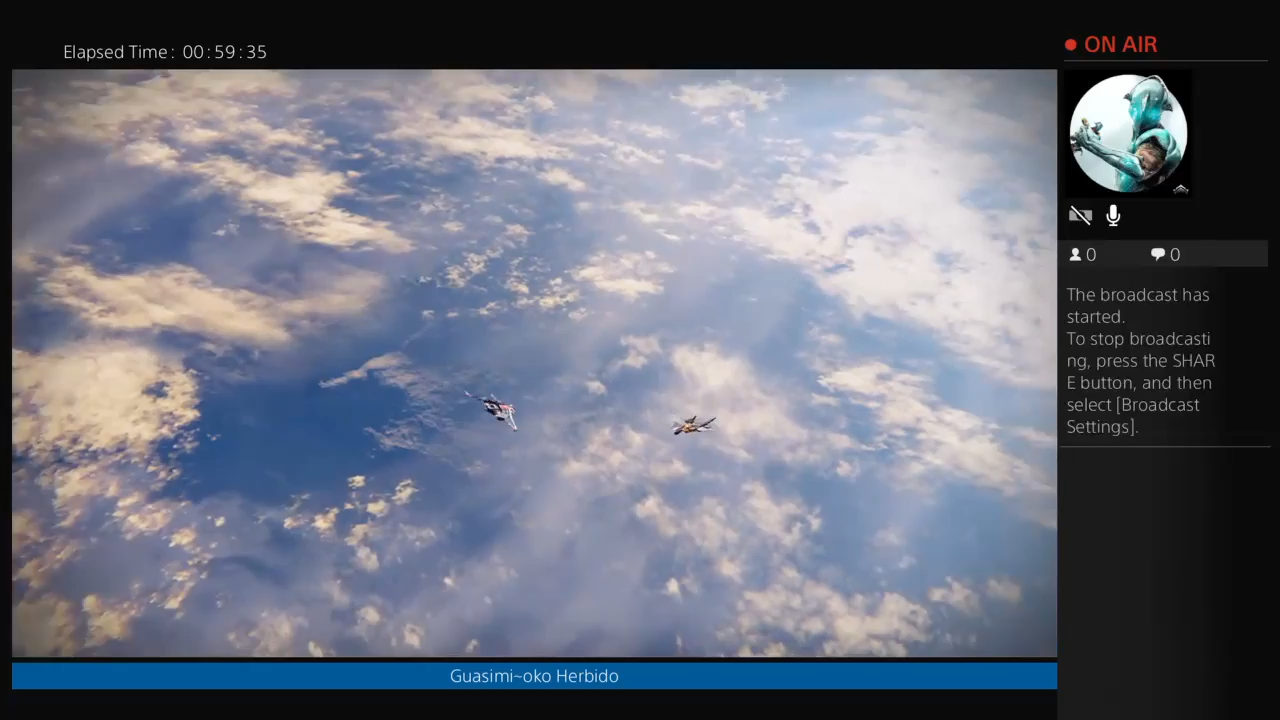 Elapsed Time: 00:59:35
ON AIR
0
0
The broadcast has
started.
To stop broadcasti
ng, press the SHAR
E button, and then
select [Broadcast
Settings].
Guasimi~oko Herbido